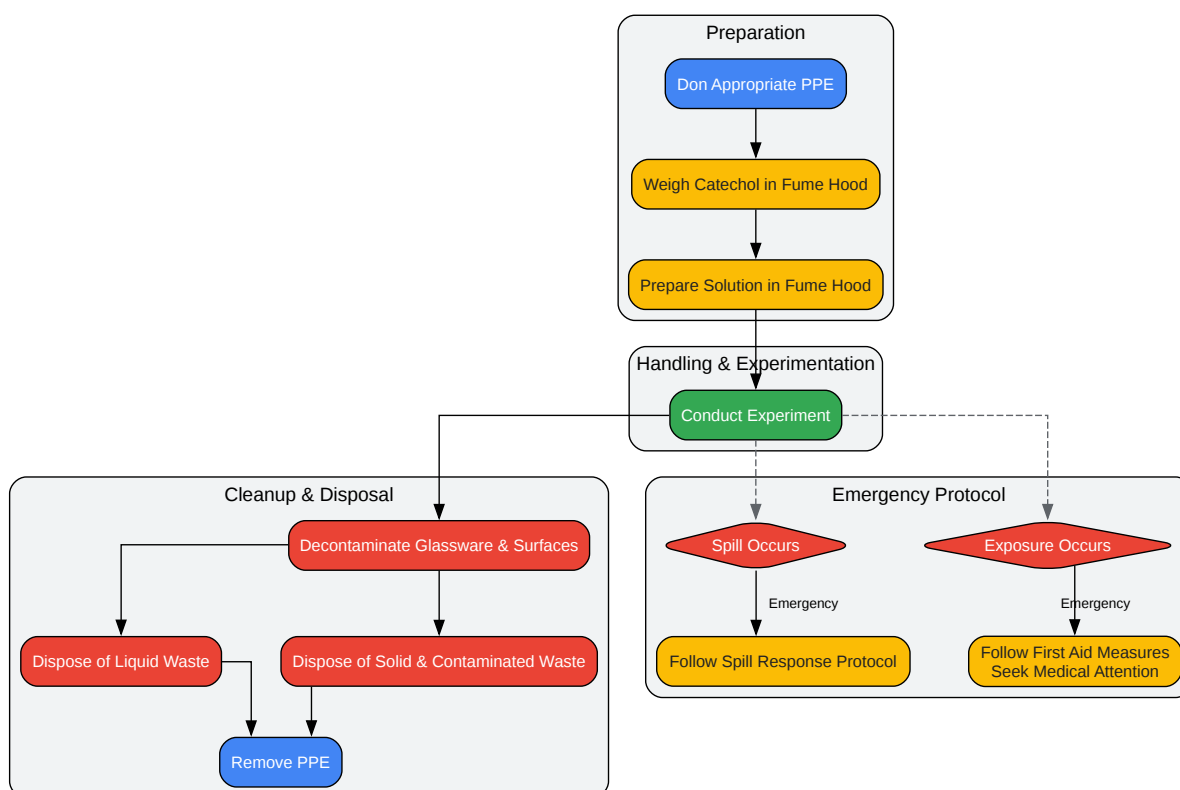 Preparation
Don Appropriate PPE
Weigh Catechol in Fume Hood
Prepare Solution in Fume Hood
Handling & Experimentation
Conduct Experiment
Cleanup & Disposal
Decontaminate Glassware & Surfaces
Dispose of Liquid Waste
Dispose of Solid & Contaminated Waste
Remove PPE
Emergency Protocol
Spill Occurs
Exposure Occurs
Emergency
Emergency
Follow Spill Response Protocol
Follow First Aid Measures
Seek Medical Attention